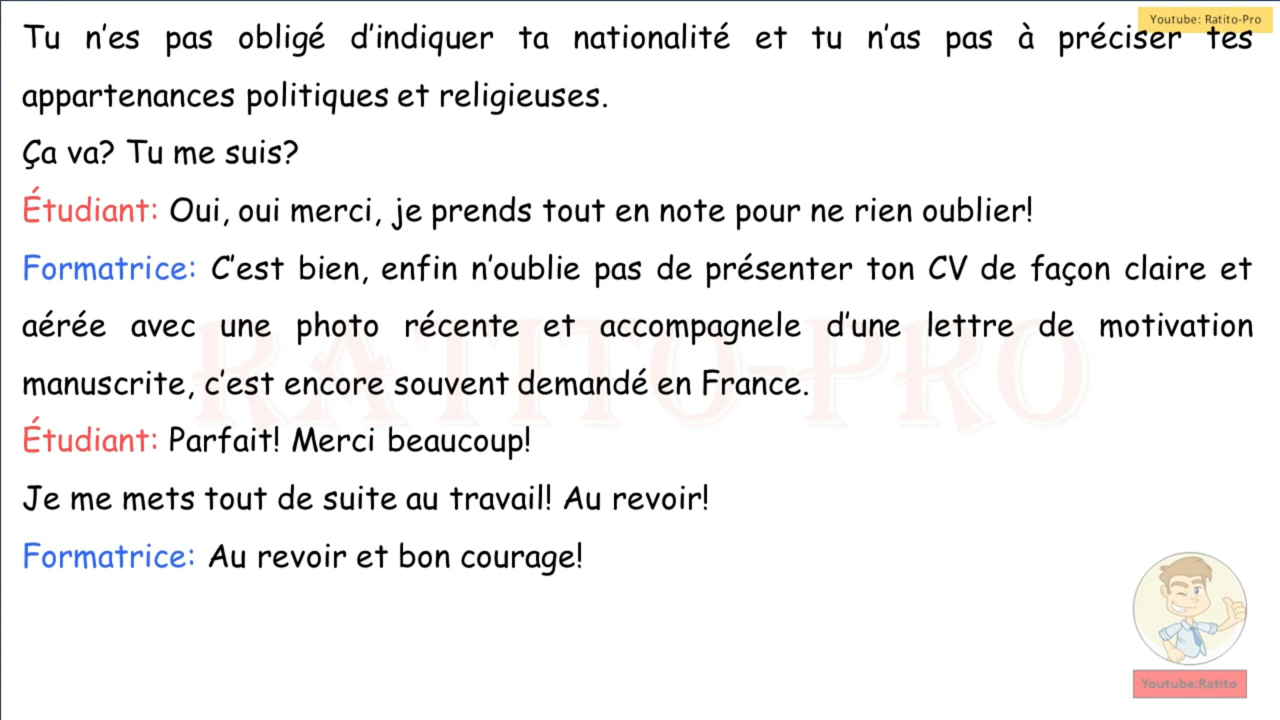 Youtube: Ratito-Pro
Tu n'es pas obligé d'indiquer ta nationalité et tu n'as pas à préciser tes
appartenances politiques et religieuses.
Ça va? Tu me suis?
Étudiant: Oui, oui merci, je prends tout en note pour ne rien oublier!
Formatrice: C'est bien, enfin n'oublie pas de présenter ton CV de façon claire et
aérée avec une photo récente et accompagnele d'une lettre de motivation
manuscrite, c'est encore souvent demandé en France.
RATITO-PRO
Étudiant: Parfait! Merci beaucoup!
Je me mets tout de suite au travail! Au revoir!
Formatrice: Au revoir et bon courage!
Youtube:Ratito